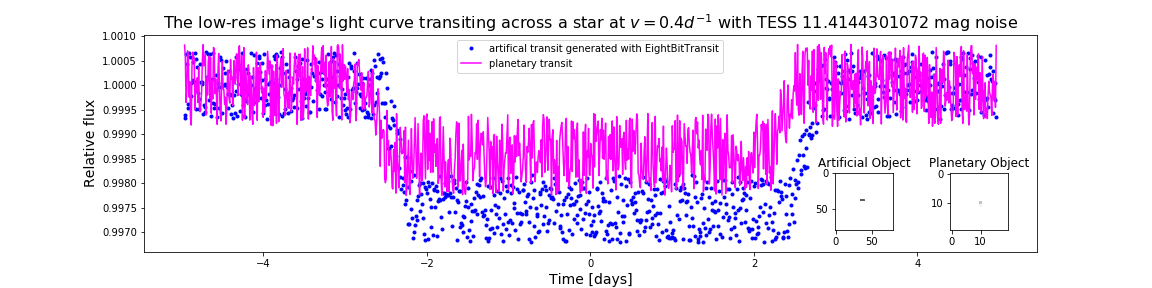 The low-res image's light curve transiting across a star at v = 0.4d⁻¹ with TESS 11.4144301072 mag noise
artifical transit generated with EightBitTransit
planetary transit
Relative flux
1.0010
1.0005
1.0000
0.9995
0.9990
0.9985
0.9980
0.9975
0.9970
Artificial Object
0
50
0 50
Planetary Object
0
10
0 10
−4 −2 0 2 4
Time [days]